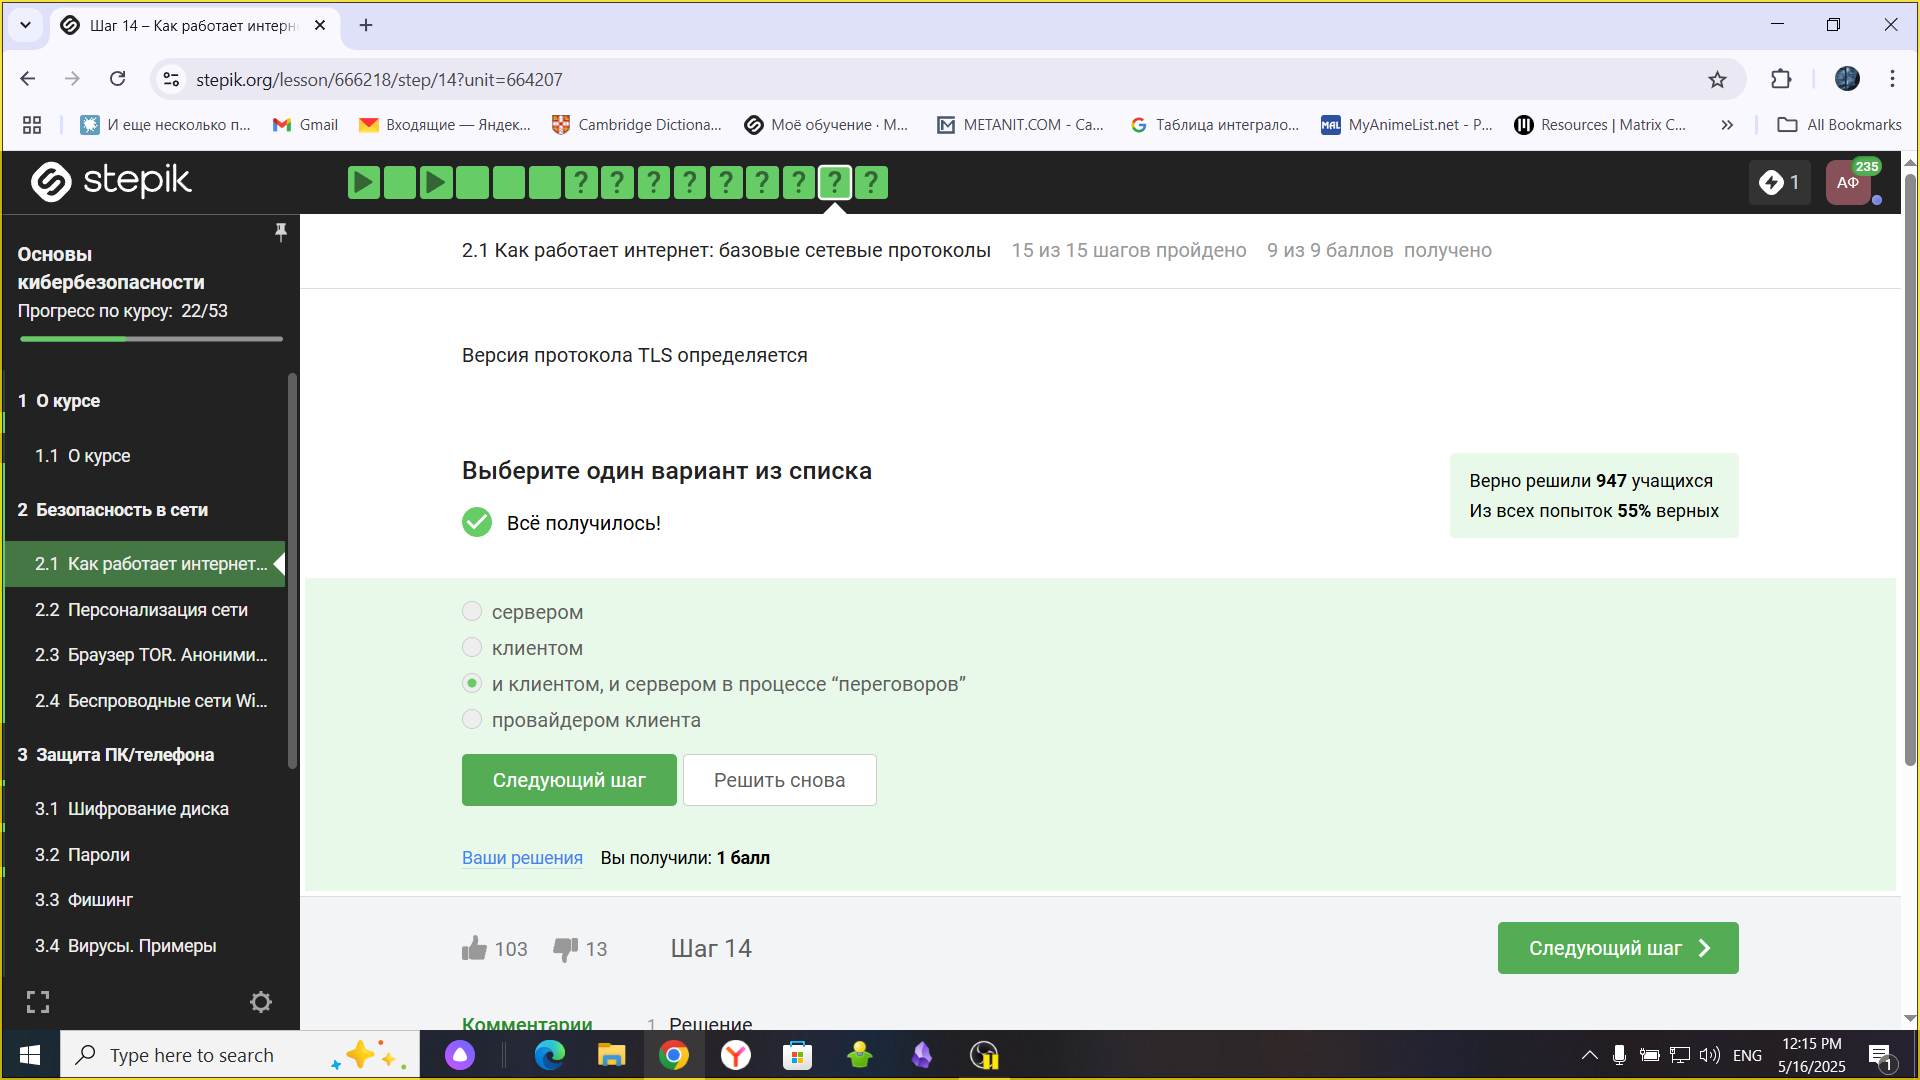 Шаг 14 – Как работает интерн
stepik.org/lesson/666218/step/14?unit=664207
И еще несколько п...
Gmail
Входящие — Яндек...
Cambridge Dictiona...
Моё обучение · М...
METANIT.COM - Са...
Таблица интеграло...
MAL
MyAnimeList.net - P...
Resources | Matrix C...
All Bookmarks
stepik
? ? ? ? ? ? ? ? ?
1
АФ
235
Основы
кибербезопасности
Прогресс по курсу: 22/53
1 О курсе
1.1 О курсе
2 Безопасность в сети
2.1 Как работает интернет...
2.2 Персонализация сети
2.3 Браузер TOR. Аноними...
2.4 Беспроводные сети Wi...
3 Защита ПК/телефона
3.1 Шифрование диска
3.2 Пароли
3.3 Фишинг
3.4 Вирусы. Примеры
2.1 Как работает интернет: базовые сетевые протоколы 15 из 15 шагов пройдено 9 из 9 баллов получено
Версия протокола TLS определяется
Выберите один вариант из списка
Всё получилось!
Верно решили 947 учащихся
Из всех попыток 55% верных
сервером
клиентом
и клиентом, и сервером в процессе “переговоров”
провайдером клиента
Следующий шаг
Решить снова
Ваши решения Вы получили: 1 балл
103
13
Шаг 14
Следующий шаг
Комментарии
1 Решение
Type here to search
ENG
12:15 PM
5/16/2025
1